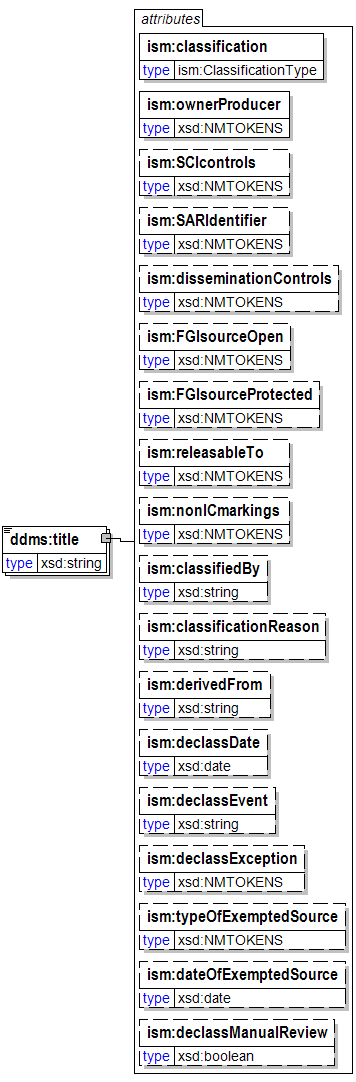 attributes
ism:classification
type ism:ClassificationType
ism:ownerProducer
type xsd:NMTOKENS
ism:SCIcontrols
type xsd:NMTOKENS
ism:SARIdentifier
type xsd:NMTOKENS
ism:disseminationControls
type xsd:NMTOKENS
ism:FGIsourceOpen
type xsd:NMTOKENS
ism:FGIsourceProtected
type xsd:NMTOKENS
ism:releasableTo
type xsd:NMTOKENS
ism:nonICmarkings
type xsd:NMTOKENS
ddms:title
type xsd:string
ism:classifiedBy
type xsd:string
ism:classificationReason
type xsd:string
ism:derivedFrom
type xsd:string
ism:declassDate
type xsd:date
ism:declassEvent
type xsd:string
ism:declassException
type xsd:NMTOKENS
ism:typeOfExemptedSource
type xsd:NMTOKENS
ism:dateOfExemptedSource
type xsd:date
ism:declassManualReview
type xsd:boolean